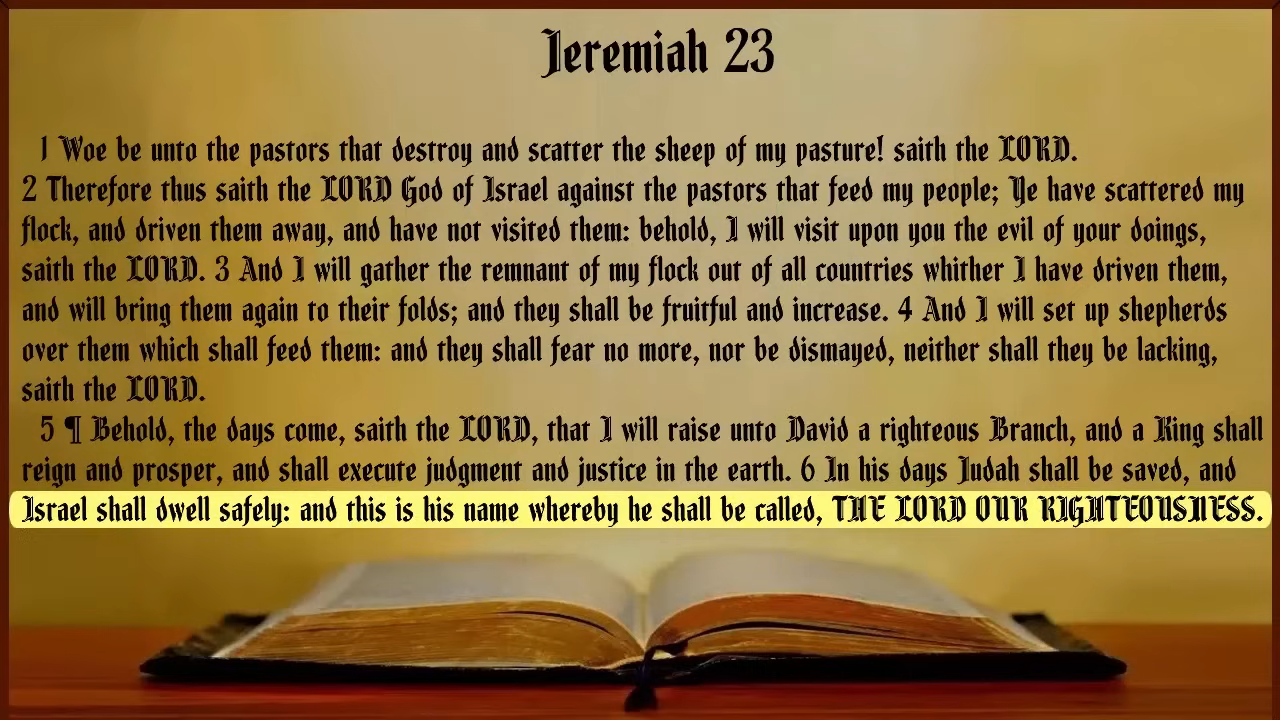 Jeremiah 23
1 Woe be unto the pastors that destroy and scatter the sheep of my pasture! saith the LORD.
2 Therefore thus saith the LORD God of Israel against the pastors that feed my people; Ye have scattered my
flock, and driven them away, and have not visited them: behold, I will visit upon you the evil of your doings,
saith the LORD. 3 And I will gather the remnant of my flock out of all countries whither I have driven them,
and will bring them again to their folds; and they shall be fruitful and increase. 4 And I will set up shepherds
over them which shall feed them: and they shall fear no more, nor be dismayed, neither shall they be lacking,
saith the LORD.
5 ¶ Behold, the days come, saith the LORD, that I will raise unto David a righteous Branch, and a King shall
reign and prosper, and shall execute judgment and justice in the earth. 6 In his days Judah shall be saved, and
Israel shall dwell safely: and this is his name whereby he shall be called, THE LORD OUR RIGHTEOUSNESS.